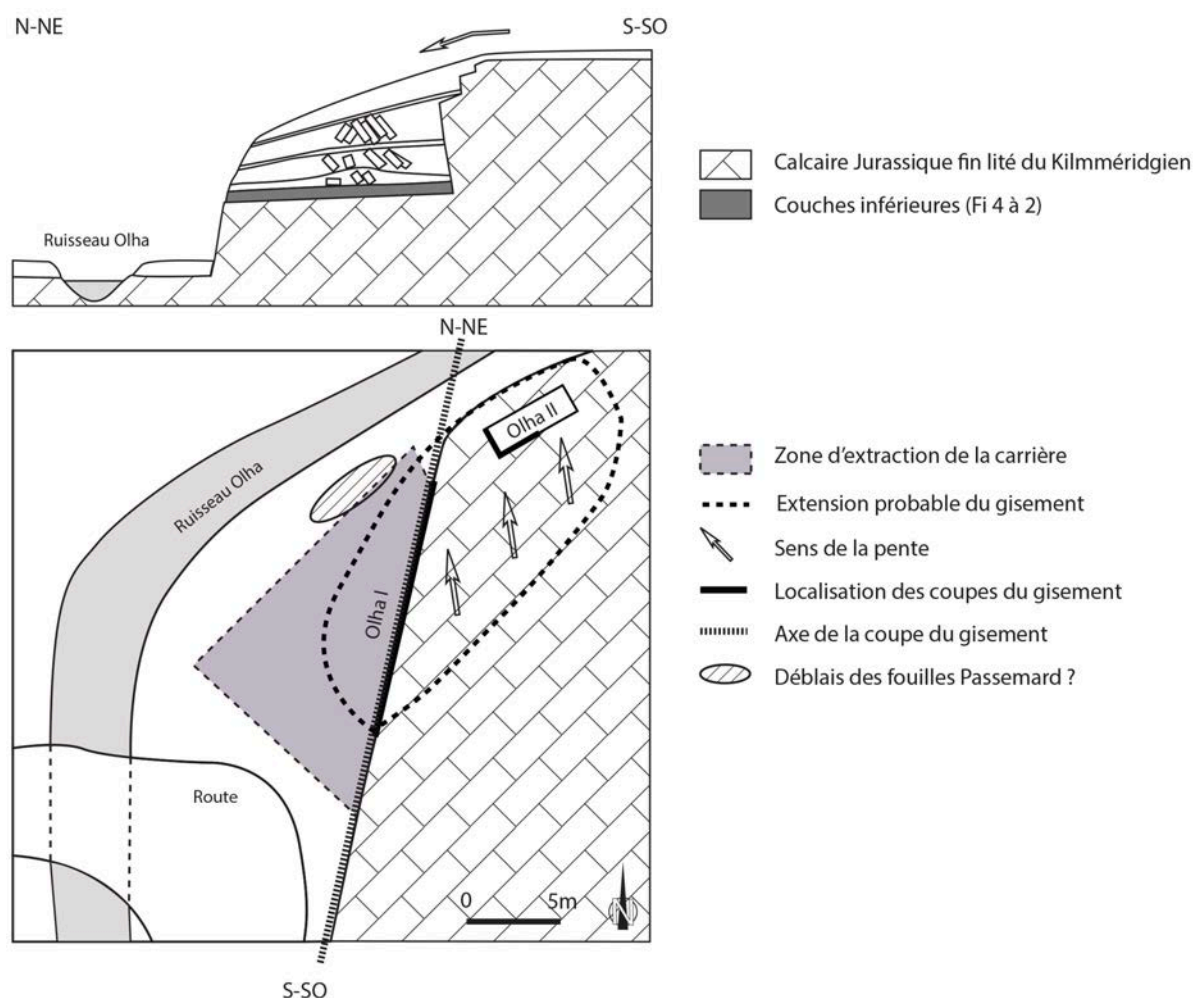 N-NE
S-SO
Ruisseau Olha
Calcaire Jurassique fin lité du Kilmméridgien
Couches inférieures (Fi 4 à 2)
N-NE
Olha II
Ruisseau Olha
Olha I
Route
0 5m
N
S-SO
Zone d'extraction de la carrière
Extension probable du gisement
Sens de la pente
Localisation des coupes du gisement
Axe de la coupe du gisement
Déblais des fouilles Passemard ?